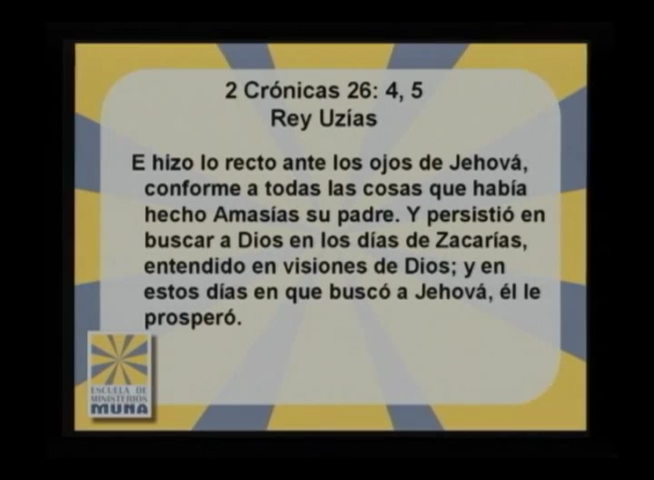 2 Crónicas 26: 4, 5
Rey Uzías
E hizo lo recto ante los ojos de Jehová,
conforme a todas las cosas que había
hecho Amasías su padre. Y persistió en
buscar a Dios en los días de Zacarías,
entendido en visiones de Dios; y en
estos días en que buscó a Jehová, él le
prosperó.
ESCUELA DE
MINISTERIOS
MUNA